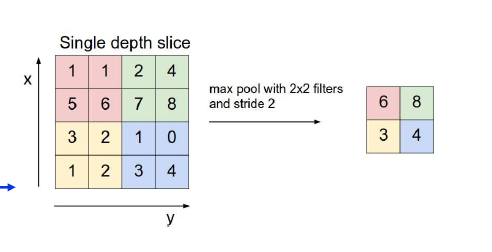 Single depth slice
x
1 1 2 4
5 6 7 8
3 2 1 0
1 2 3 4
y
max pool with 2x2 filters
and stride 2
6 8
3 4